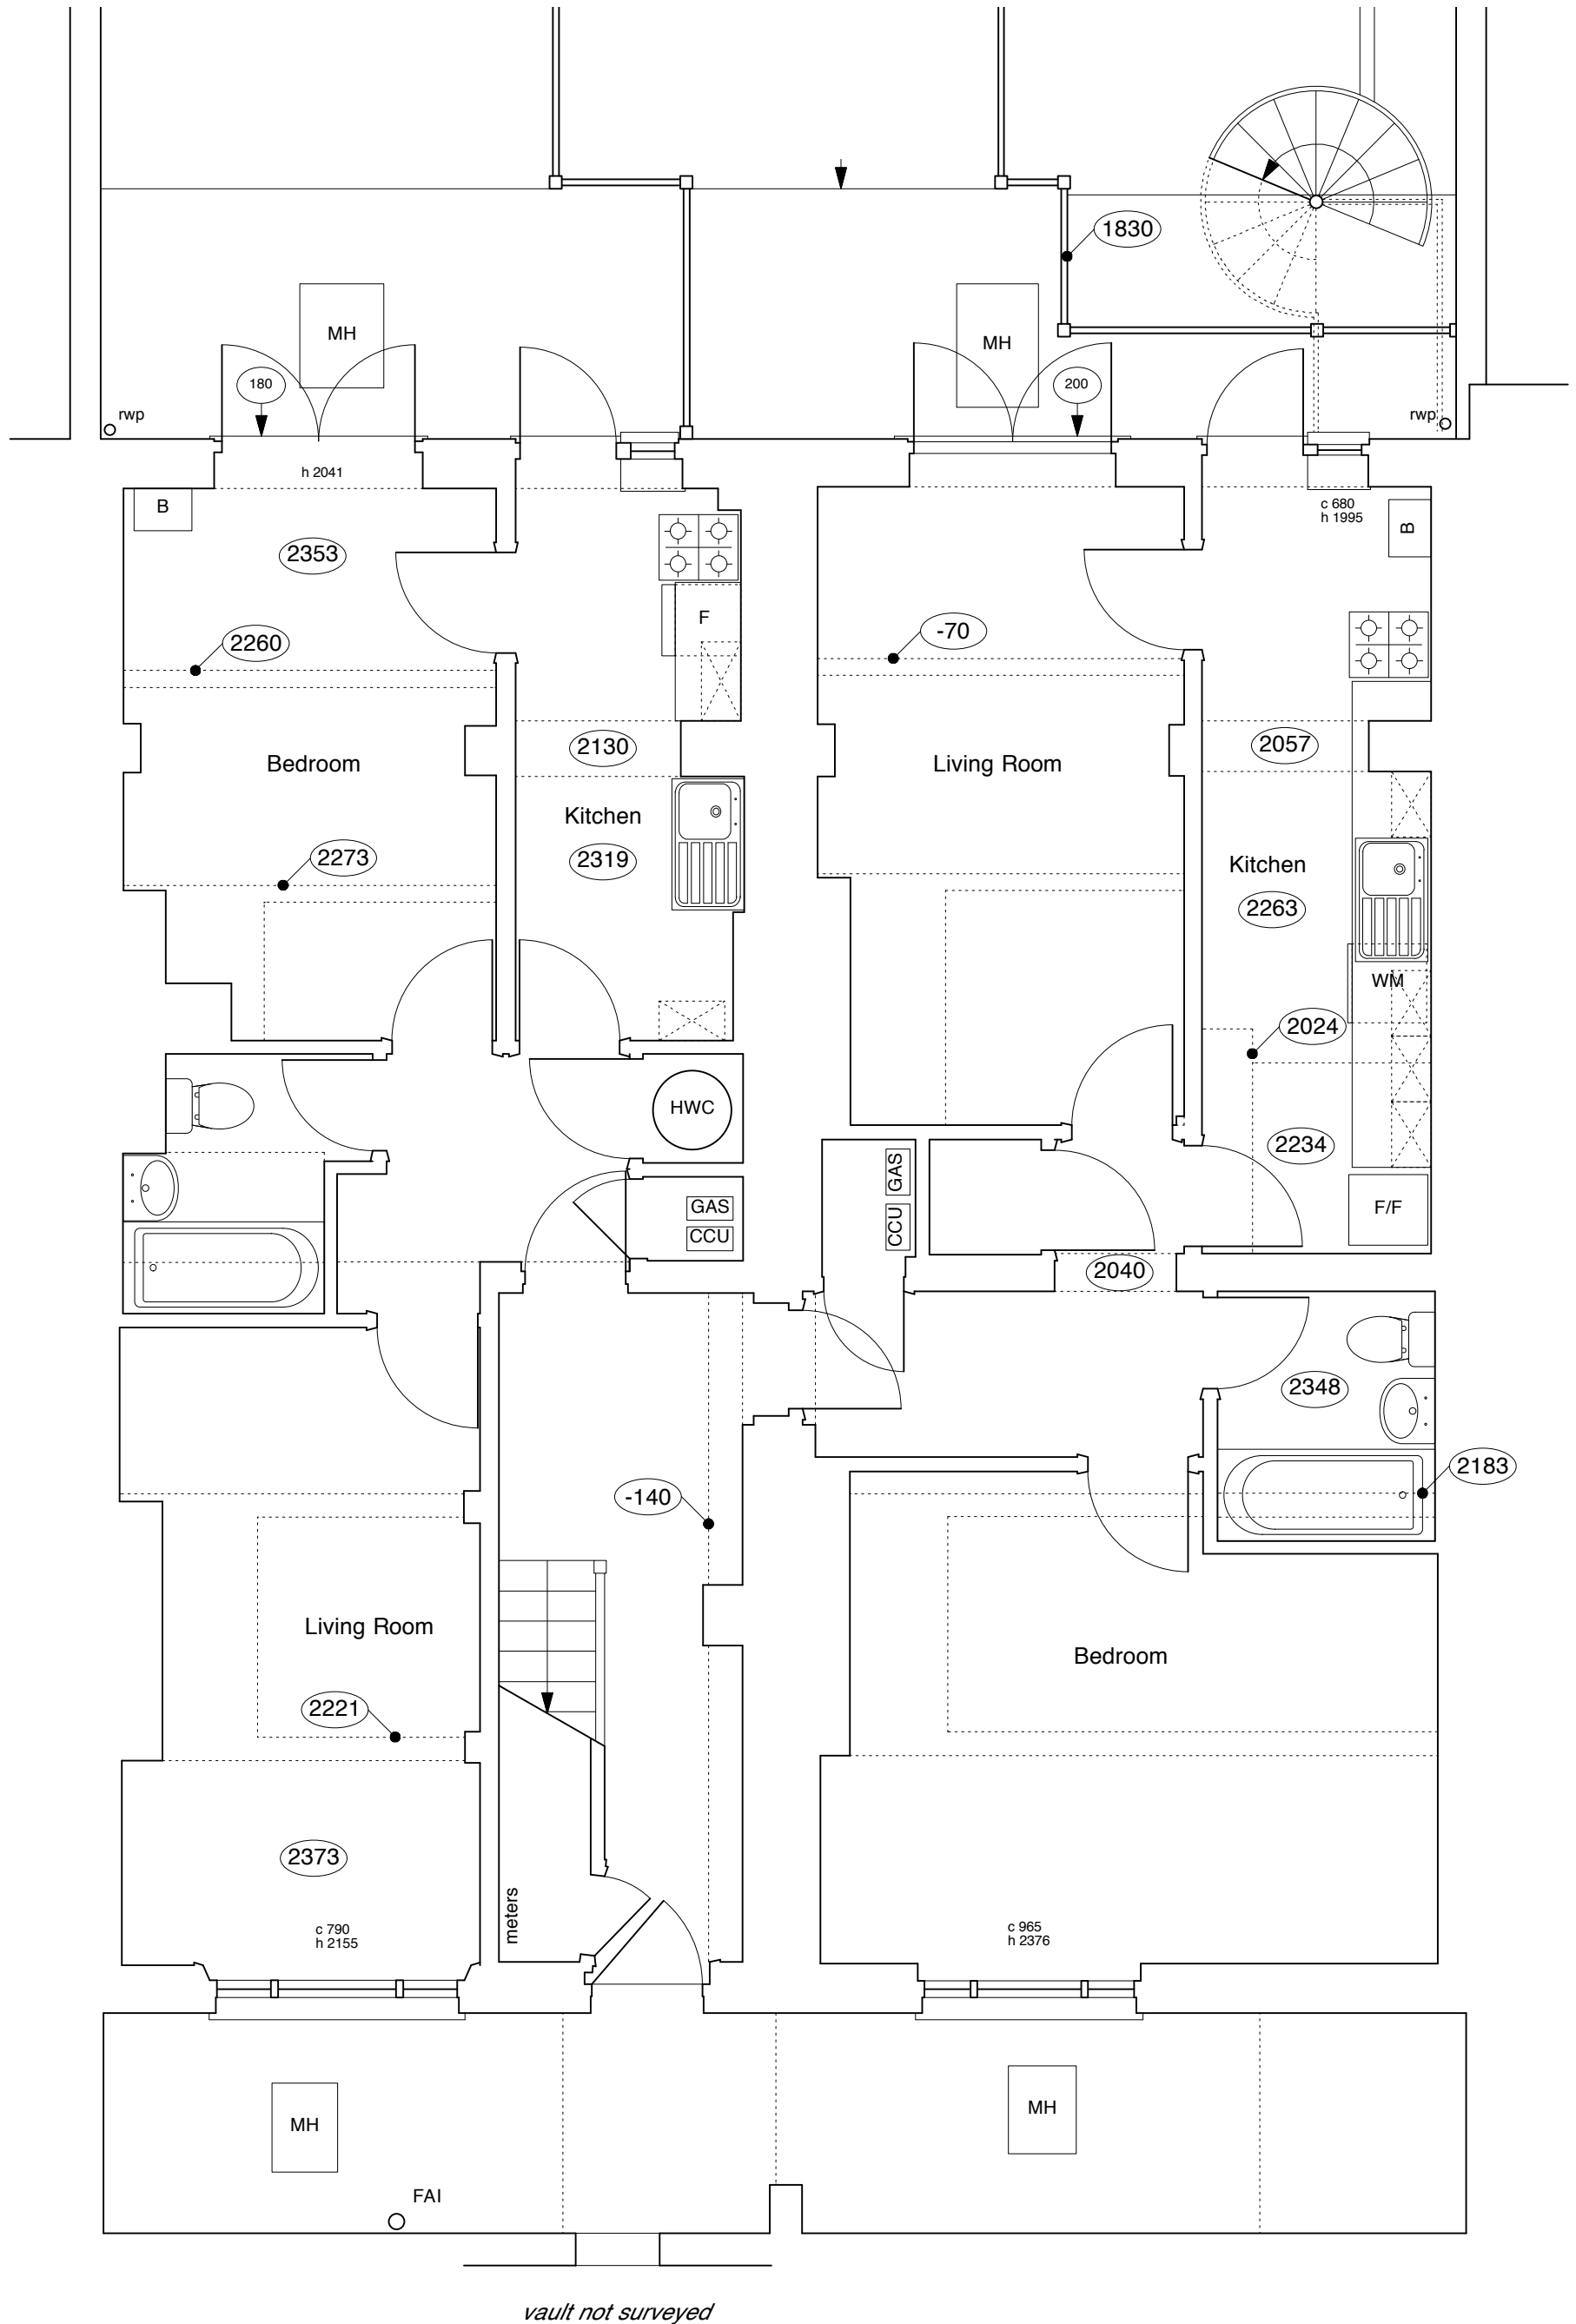 1830
MH
MH
180
200
rwp
rwp
h 2041
B
c 680
h 1995
B
2353
F
2260
-70
2130
2057
Bedroom
Living Room
Kitchen
2273
2319
Kitchen
2263
WM
2024
HWC
2234
GAS
CCU
GAS
CCU
F/F
2040
2348
2183
-140
Living Room
Bedroom
2221
2373
meters
c 790
h 2155
c 965
h 2376
MH
MH
FAI
vault not surveyed